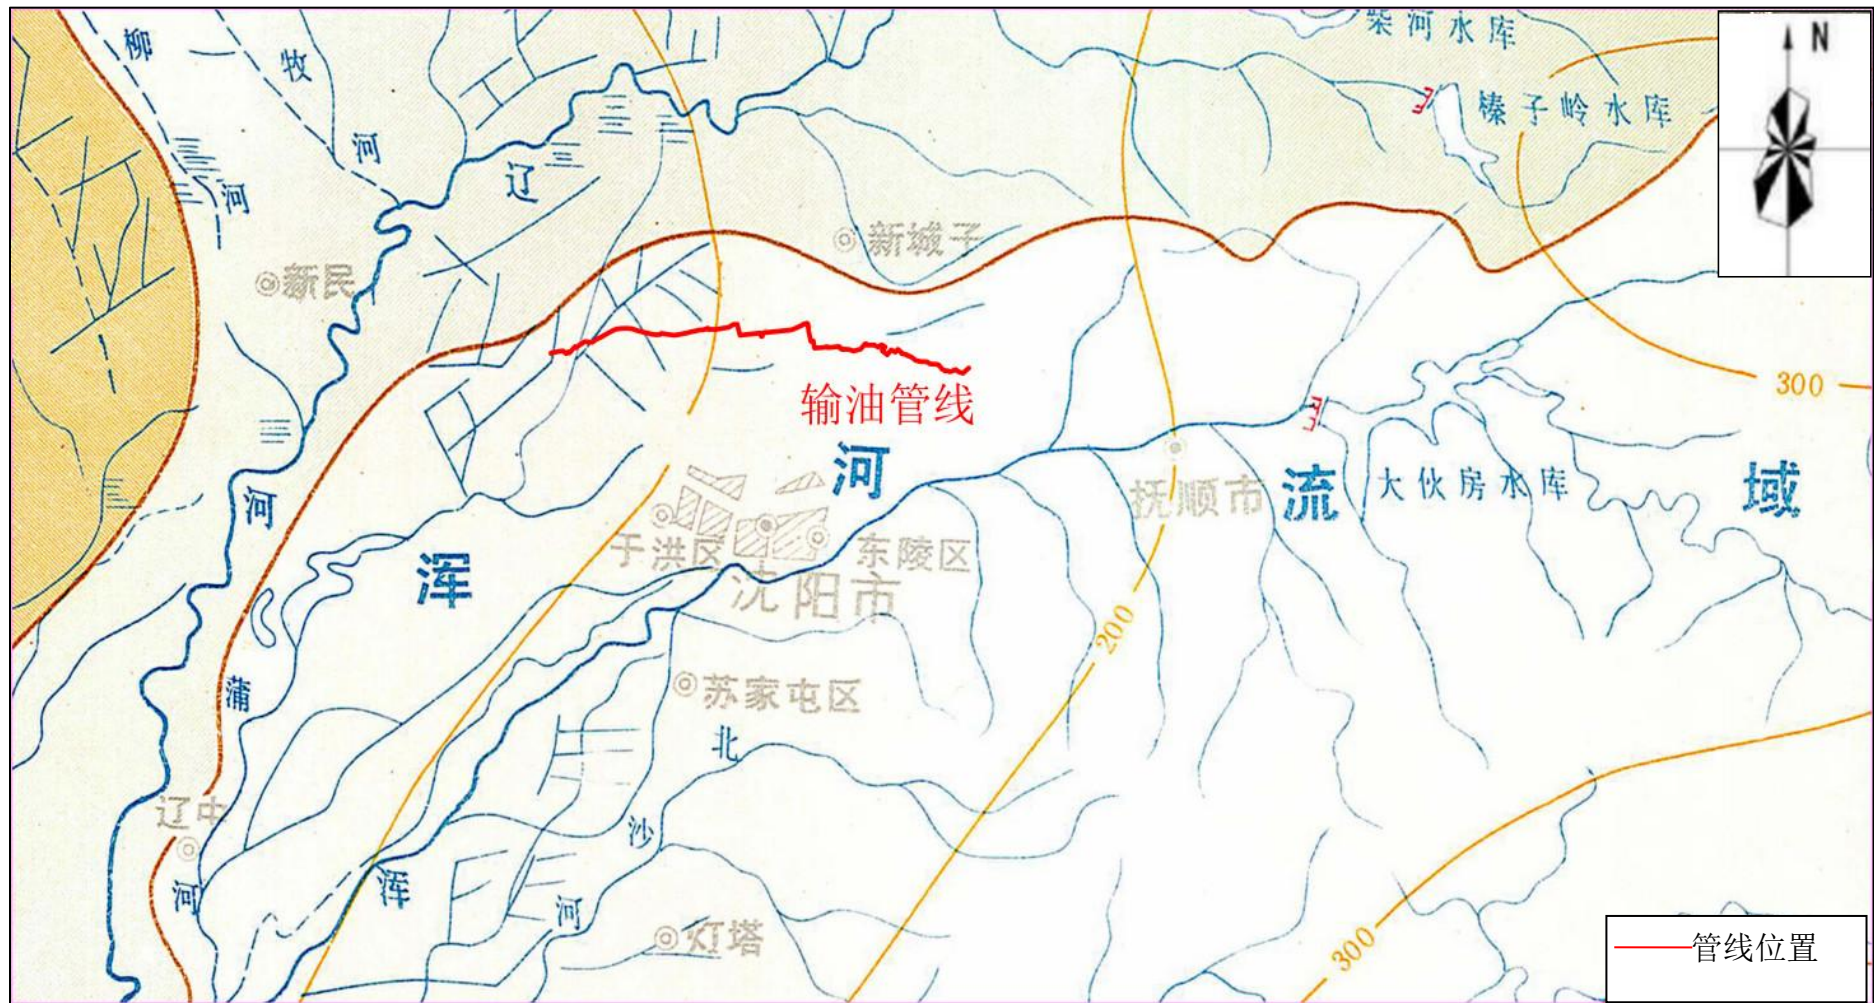 柴河水库
N
柳
牧
榛子岭水库
河
辽
河
新城子
新民
300
输油管线
河
流
域
大伙房水库
抚顺市
河
浑
于洪区
东陵区
沈阳市
200
蒲
苏家屯区
北
辽中
沙
浑
河
河
灯塔
300
管线位置